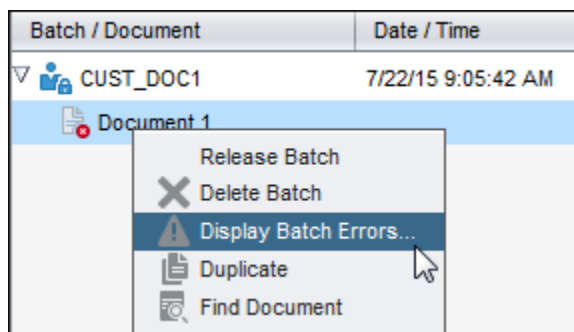 Batch / Document Date / Time
CUST_DOC1 7/22/15 9:05:42 AM
Document 1
Release Batch
Delete Batch
Display Batch Errors...
Duplicate
Find Document